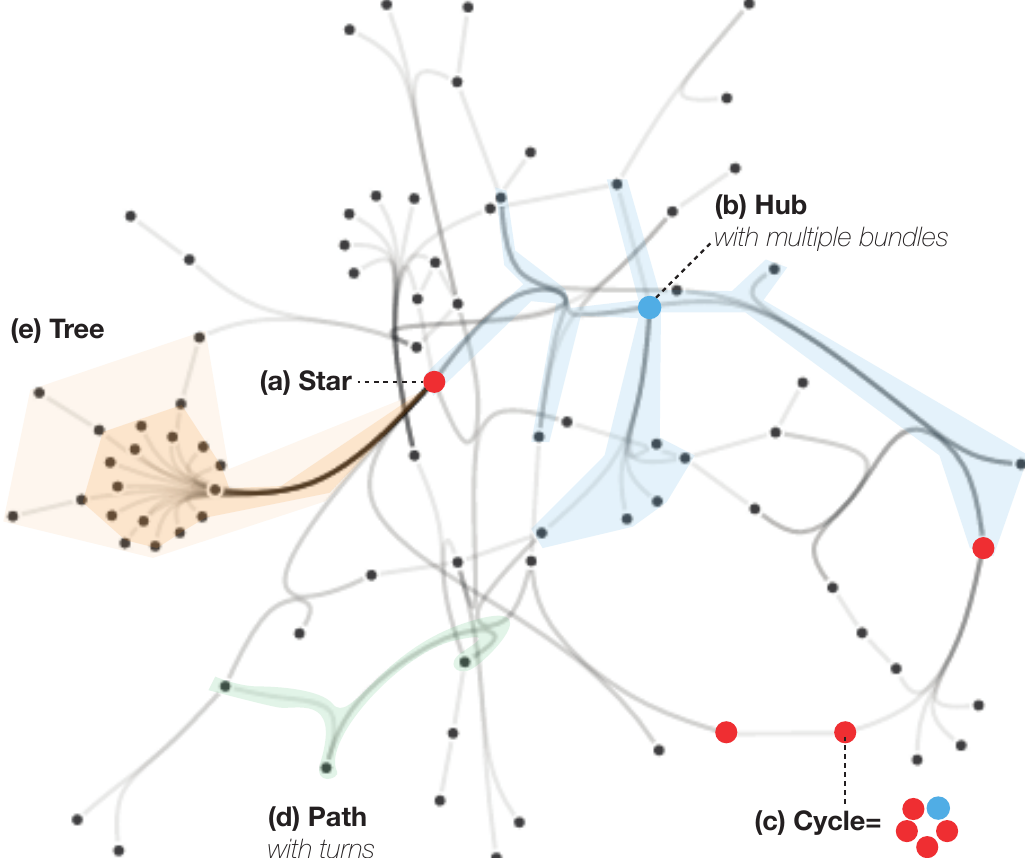 (b) Hub
with multiple bundles
(e) Tree
(a) Star
(d) Path
with turns
(c) Cycle=